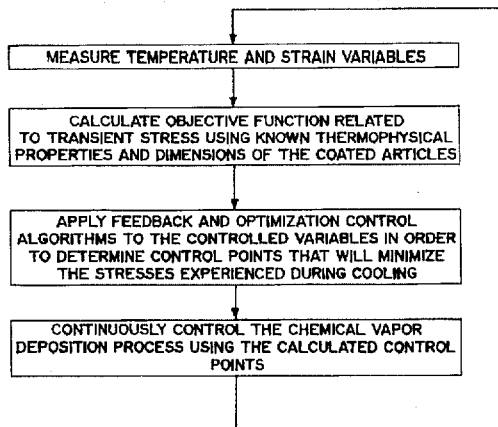 MEASURE TEMPERATURE AND STRAIN VARIABLES
CALCULATE OBJECTIVE FUNCTION RELATED
TO TRANSIENT STRESS USING KNOWN THERMOPHYSICAL
PROPERTIES AND DIMENSIONS OF THE COATED ARTICLES
APPLY FEEDBACK AND OPTIMIZATION CONTROL
ALGORITHMS TO THE CONTROLLED VARIABLES IN ORDER
TO DETERMINE CONTROL POINTS THAT WILL MINIMIZE
THE STRESSES EXPERIENCED DURING COOLING
CONTINUOUSLY CONTROL THE CHEMICAL VAPOR
DEPOSITION PROCESS USING THE CALCULATED CONTROL
POINTS